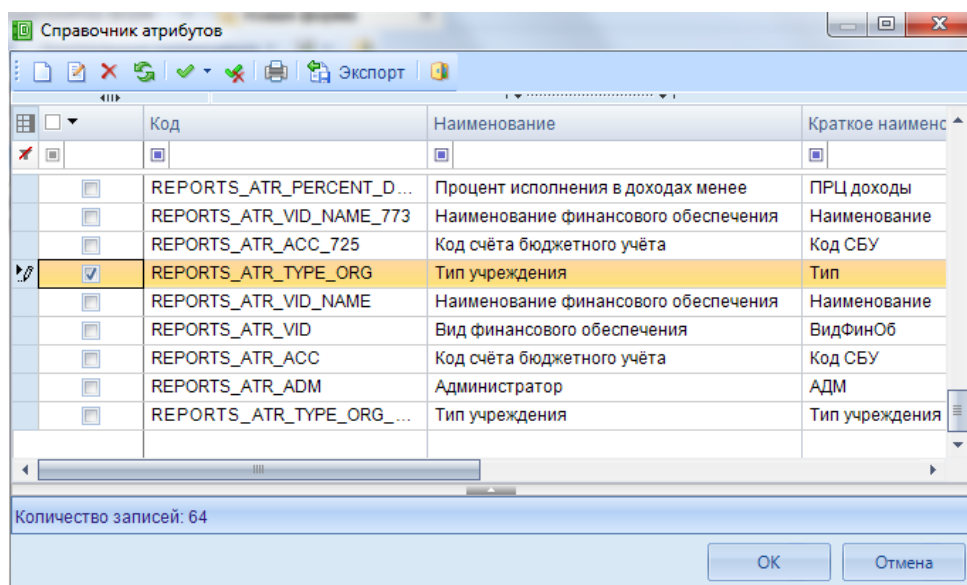 Справочник атрибутов
Экспорт
Код Наименование Краткое наименс
REPORTS_ATR_PERCENT_D... Процент исполнения в доходах менее ПРЦ доходы
REPORTS_ATR_VID_NAME_773 Наименование финансового обеспечения Наименование
REPORTS_ATR_ACC_725 Код счёта бюджетного учёта Код СБУ
REPORTS_ATR_TYPE_ORG Тип учреждения Тип
REPORTS_ATR_VID_NAME Наименование финансового обеспечения Наименование
REPORTS_ATR_VID Вид финансового обеспечения ВидФинОб
REPORTS_ATR_ACC Код счёта бюджетного учёта Код СБУ
REPORTS_ATR_ADM Администратор АДМ
REPORTS_ATR_TYPE_ORG_... Тип учреждения Тип учреждения
Количество записей: 64
ОК Отмена